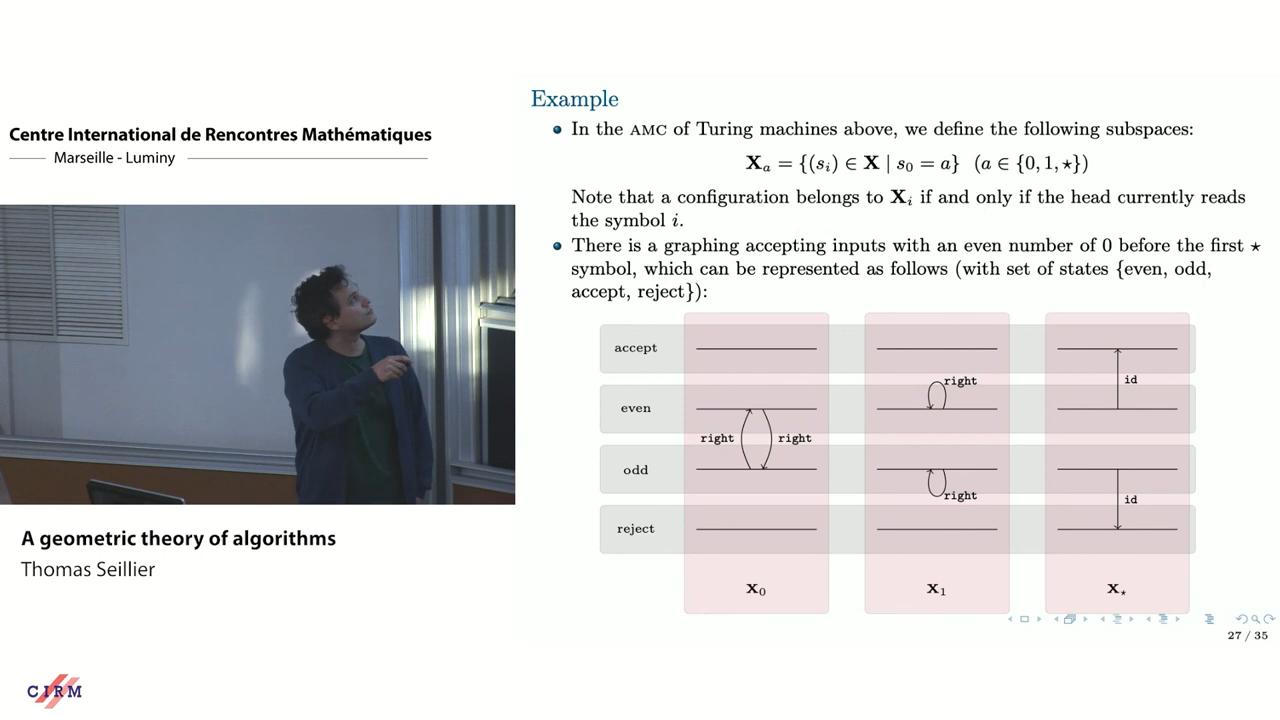 Centre International de Rencontres Mathématiques
Marseille - Luminy
A geometric theory of algorithms
Thomas Seillier
CIRM
Example
• In the AMC of Turing machines above, we define the following subspaces:
X_a = {(s_i) ∈ X | s_0 = a} (a ∈ {0, 1, ⋆})
Note that a configuration belongs to X_i if and only if the head currently reads
the symbol i.
• There is a graphing accepting inputs with an even number of 0 before the first ⋆
symbol, which can be represented as follows (with set of states {even, odd,
accept, reject}):
accept
even
odd
reject
right
right
right
right
id
id
X_0
X_1
X_⋆
27 / 35